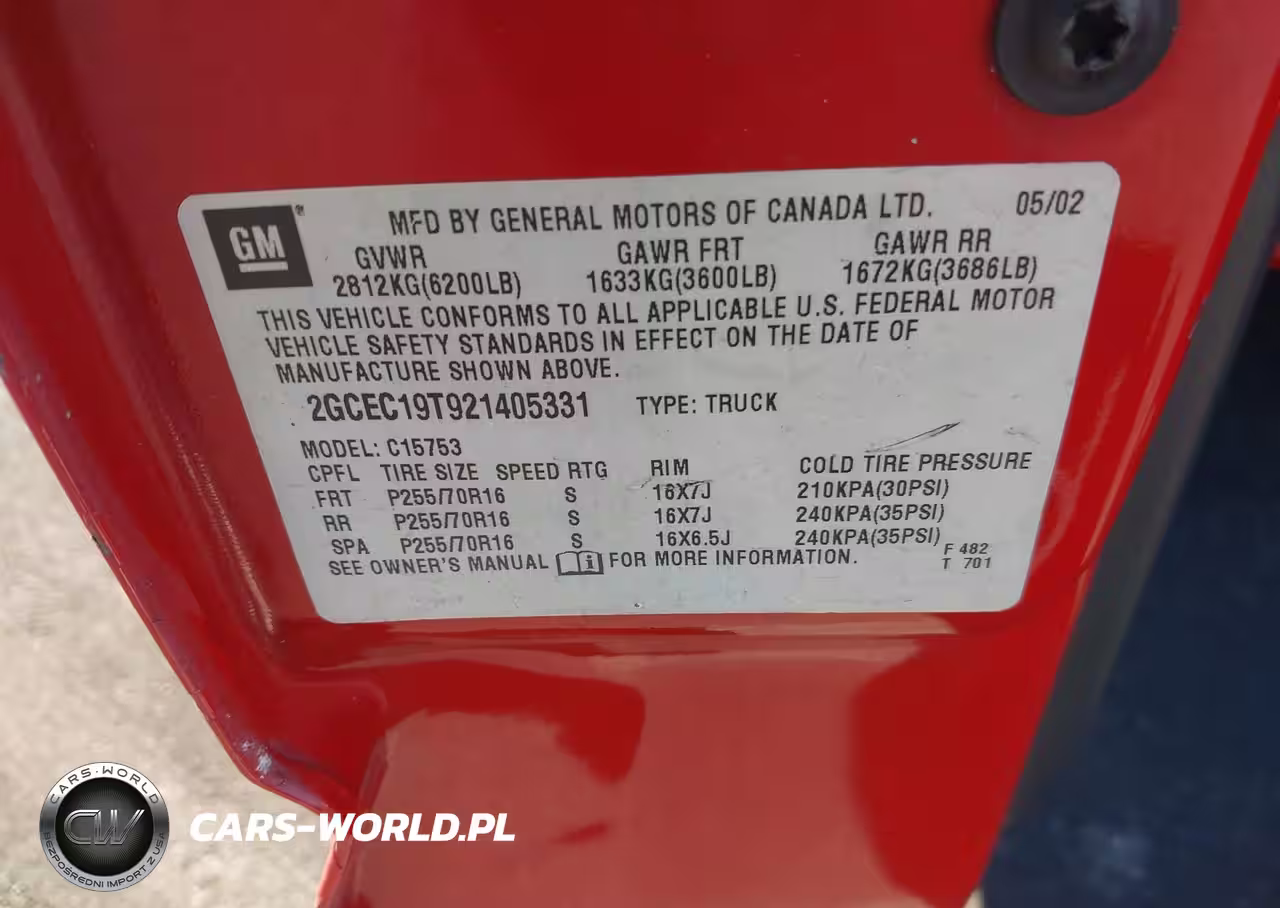 GM®
MFD BY GENERAL MOTORS OF CANADA LTD. 05/02
GVWR GAWR FRT GAWR RR
2812KG(6200LB) 1633KG(3600LB) 1672KG(3686LB)
THIS VEHICLE CONFORMS TO ALL APPLICABLE U.S. FEDERAL MOTOR
VEHICLE SAFETY STANDARDS IN EFFECT ON THE DATE OF
MANUFACTURE SHOWN ABOVE.
2GCEC19T921405331 TYPE: TRUCK
MODEL: C15753
CPFL TIRE SIZE SPEED RTG RIM COLD TIRE PRESSURE
FRT P255/70R16 S 16X7J 210KPA(30PSI)
RR P255/70R16 S 16X7J 240KPA(35PSI)
SPA P255/70R16 S 16X6.5J 240KPA(35PSI)
SEE OWNER'S MANUAL i FOR MORE INFORMATION.
F 482
T 701
CARS-WORLD
CW
BEZPOŚREDNI IMPORT Z USA
CARS-WORLD.PL